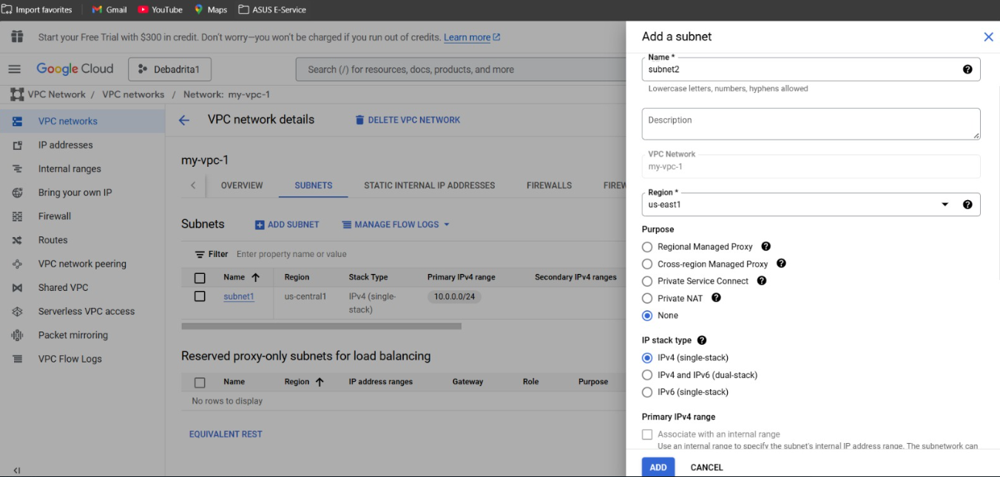 Import favorites Gmail YouTube Maps ASUS E-Service
Start your Free Trial with $300 in credit. Don't worry—you won't be charged if you run out of credits. Learn more
Google Cloud Debadrita1 Search (/) for resources, docs, products, and more
VPC Network / VPC networks / Network: my-vpc-1
VPC networks
IP addresses
Internal ranges
Bring your own IP
Firewall
Routes
VPC network peering
Shared VPC
Serverless VPC access
Packet mirroring
VPC Flow Logs
VPC network details DELETE VPC NETWORK
my-vpc-1
OVERVIEW SUBNETS STATIC INTERNAL IP ADDRESSES FIREWALLS FIREW
Subnets ADD SUBNET MANAGE FLOW LOGS
Filter Enter property name or value
Name Region Stack Type Primary IPv4 range Secondary IPv4 ranges
subnet1 us-central1 IPv4 (single- 10.0.0.0/24
stack)
Reserved proxy-only subnets for load balancing
Name Region IP address ranges Gateway Role Purpose
No rows to display
EQUIVALENT REST
Add a subnet
Name *
subnet2
Lowercase letters, numbers, hyphens allowed
Description
VPC Network
my-vpc-1
Region *
us-east1
Purpose
Regional Managed Proxy
Cross-region Managed Proxy
Private Service Connect
Private NAT
None
IP stack type
IPv4 (single-stack)
IPv4 and IPv6 (dual-stack)
IPv6 (single-stack)
Primary IPv4 range
Associate with an internal range
Use an internal range to specify the subnet's internal IP address range. The subnetwork can
ADD CANCEL